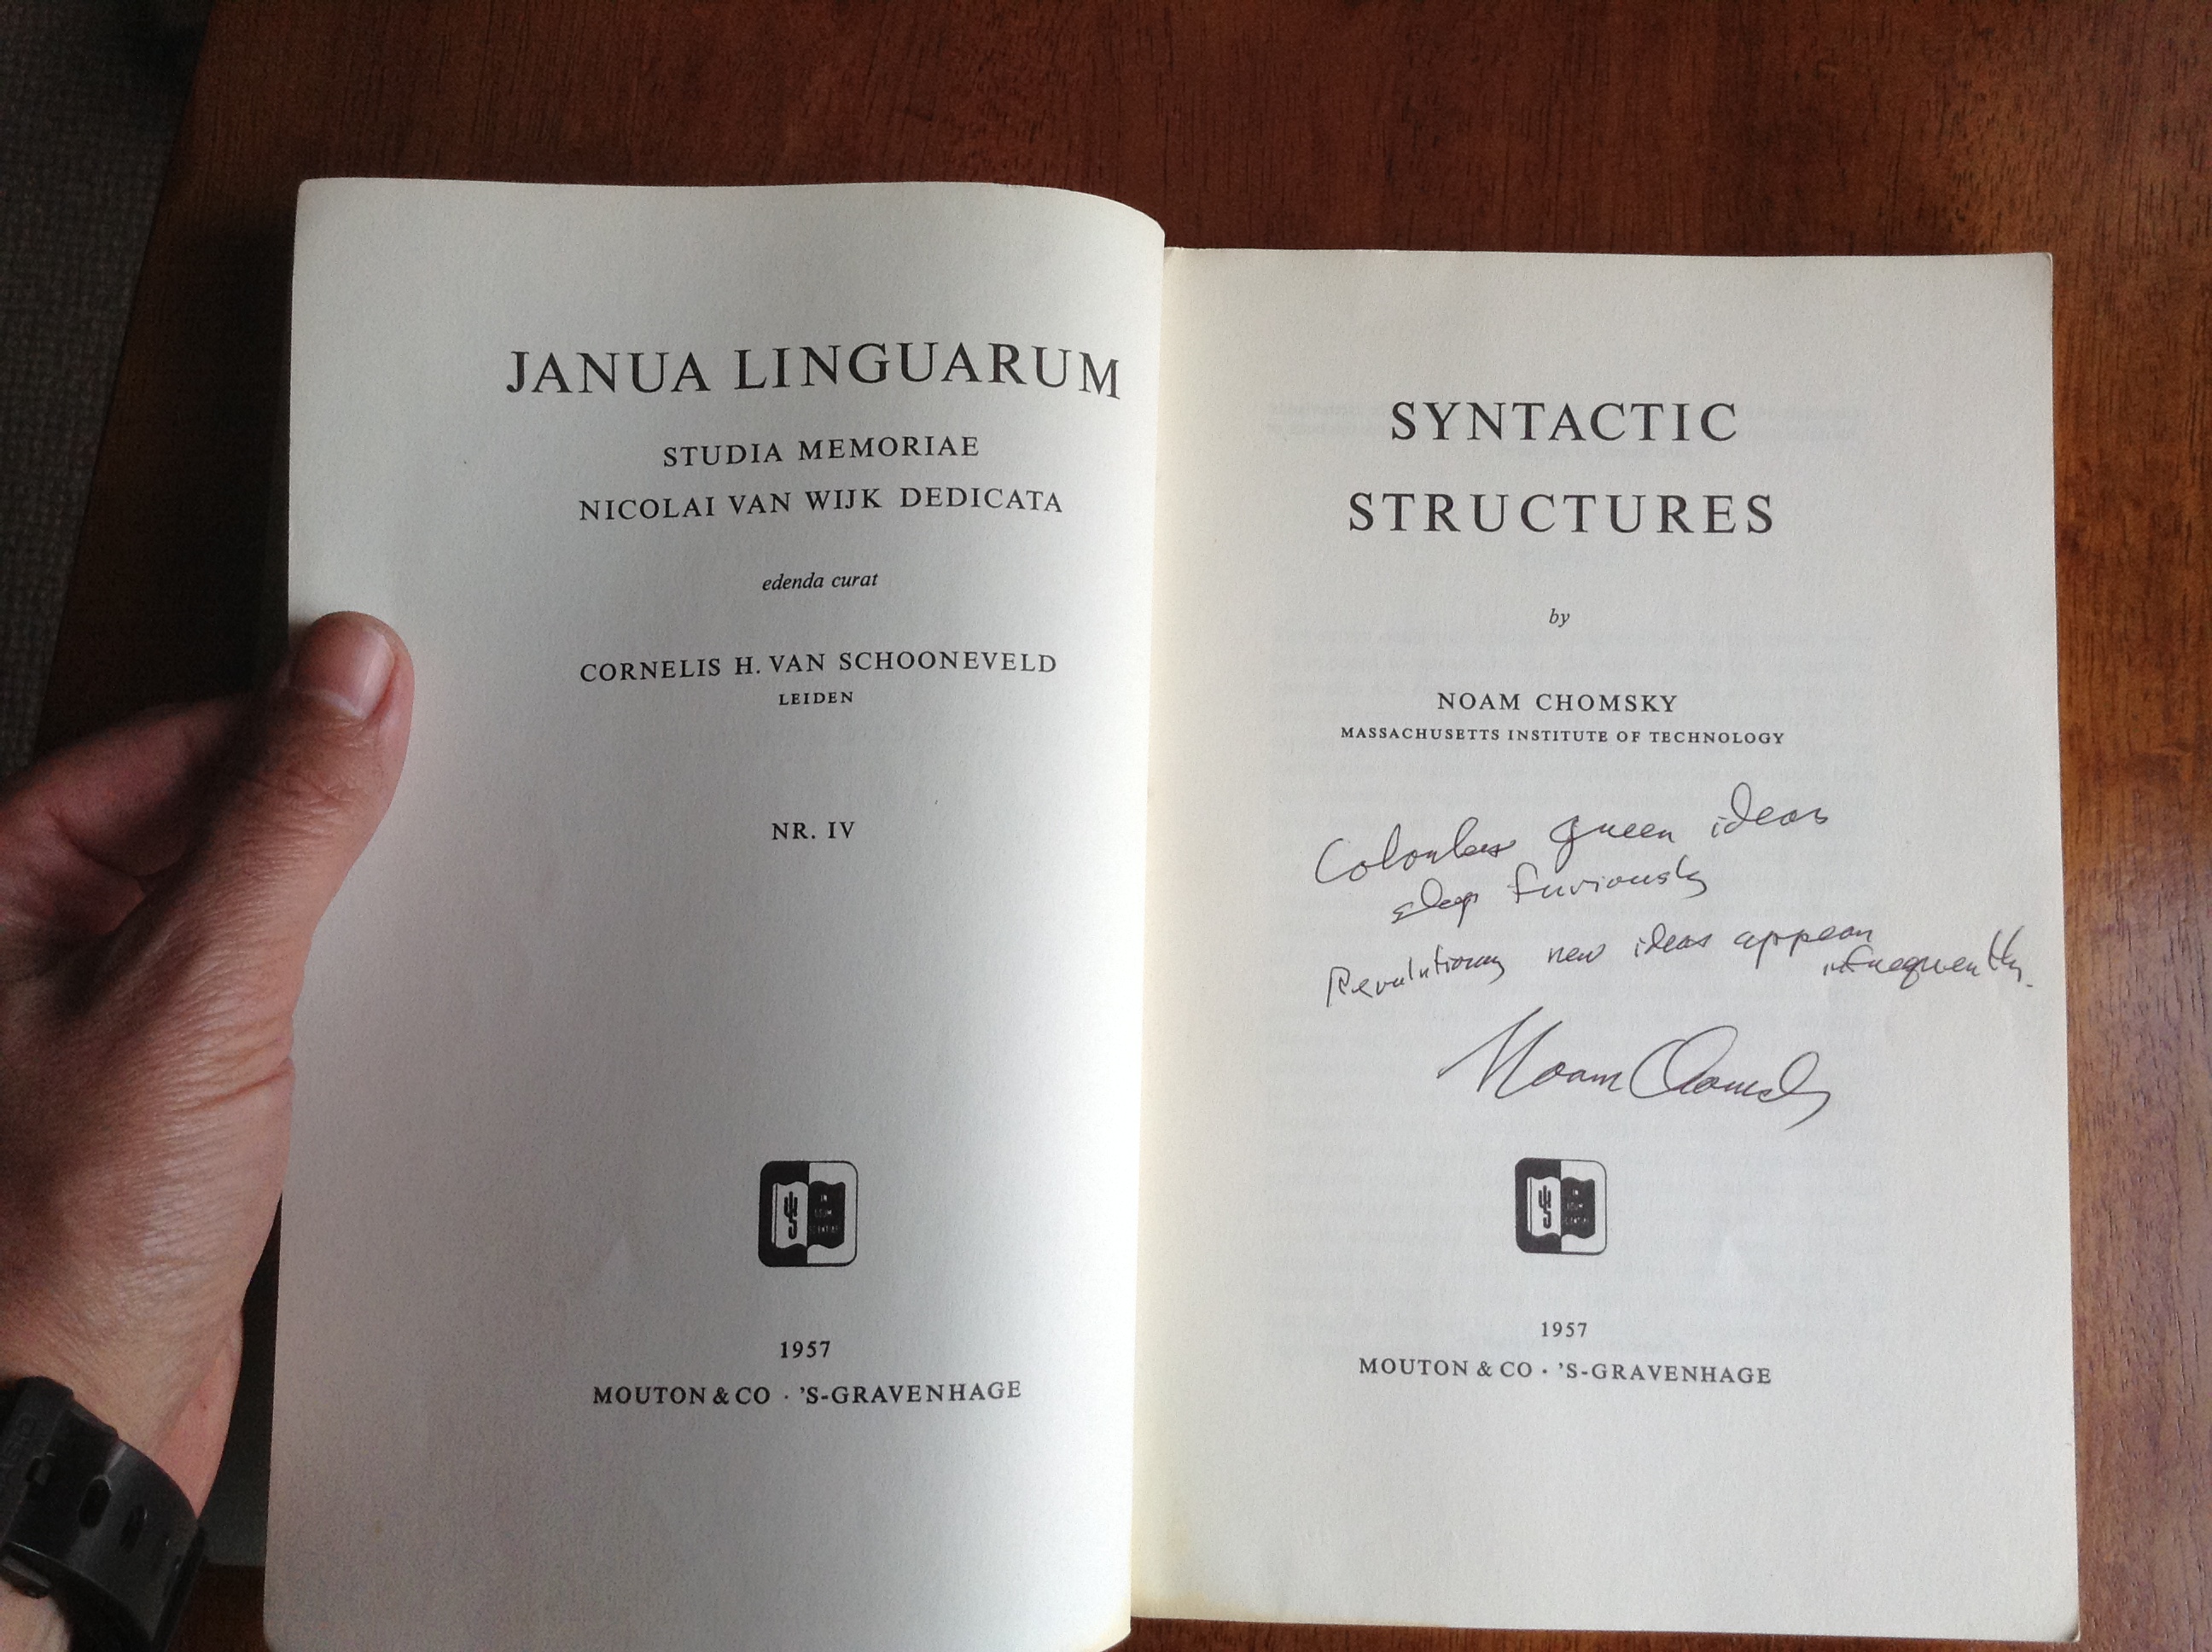 JANUA LINGUARUM
STUDIA MEMORIAE
NICOLAI VAN WIJK DEDICATA
edenda curat
CORNELIS H. VAN SCHOONEVELD
LEIDEN
NR. IV
1957
MOUTON & CO · 'S-GRAVENHAGE
SYNTACTIC
STRUCTURES
by
NOAM CHOMSKY
MASSACHUSETTS INSTITUTE OF TECHNOLOGY
Colorless green ideas
sleep furiously
Revolutionary new ideas appear
infrequently.
Noam Chomsky
1957
MOUTON & CO · 'S-GRAVENHAGE